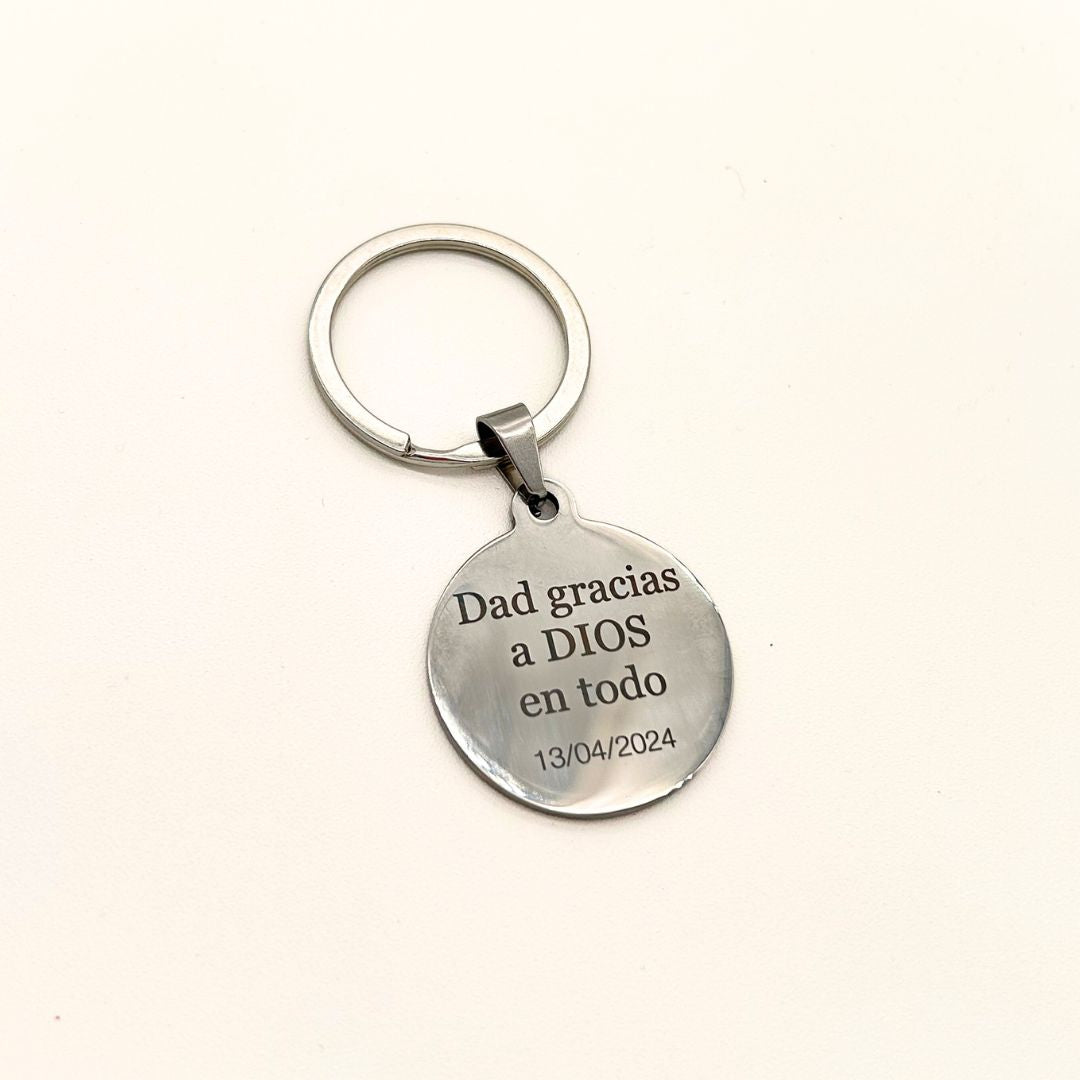 Dad gracias
a DIOS
en todo
13/04/2024